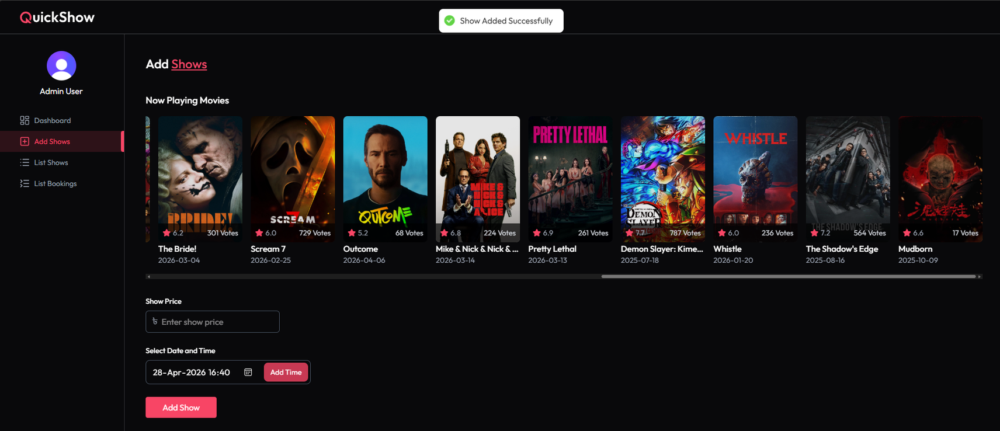 QuickShow
Show Added Successfully
Admin User
Dashboard
Add Shows
List Shows
List Bookings
Add Shows
Now Playing Movies
BRIDE!
SCREAM
OUTCOME
MIKE &
NICK &
NICK &
ALICE
PRETTY LETHAL
DEMON
SLAYER
WHISTLE
THE SHADOW'S EDGE
泥娃娃
6.2 301 Votes
6.0 729 Votes
5.2 68 Votes
6.8 224 Votes
6.9 261 Votes
7.7 787 Votes
6.0 236 Votes
7.2 564 Votes
6.6 17 Votes
The Bride!
2026-03-04
Scream 7
2026-02-25
Outcome
2026-04-06
Mike & Nick & Nick & ...
2026-03-14
Pretty Lethal
2026-03-13
Demon Slayer: Kime...
2025-07-18
Whistle
2026-01-20
The Shadow's Edge
2025-08-16
Mudborn
2025-10-09
Show Price
৳ Enter show price
Select Date and Time
28-Apr-2026 16:40
Add Time
Add Show